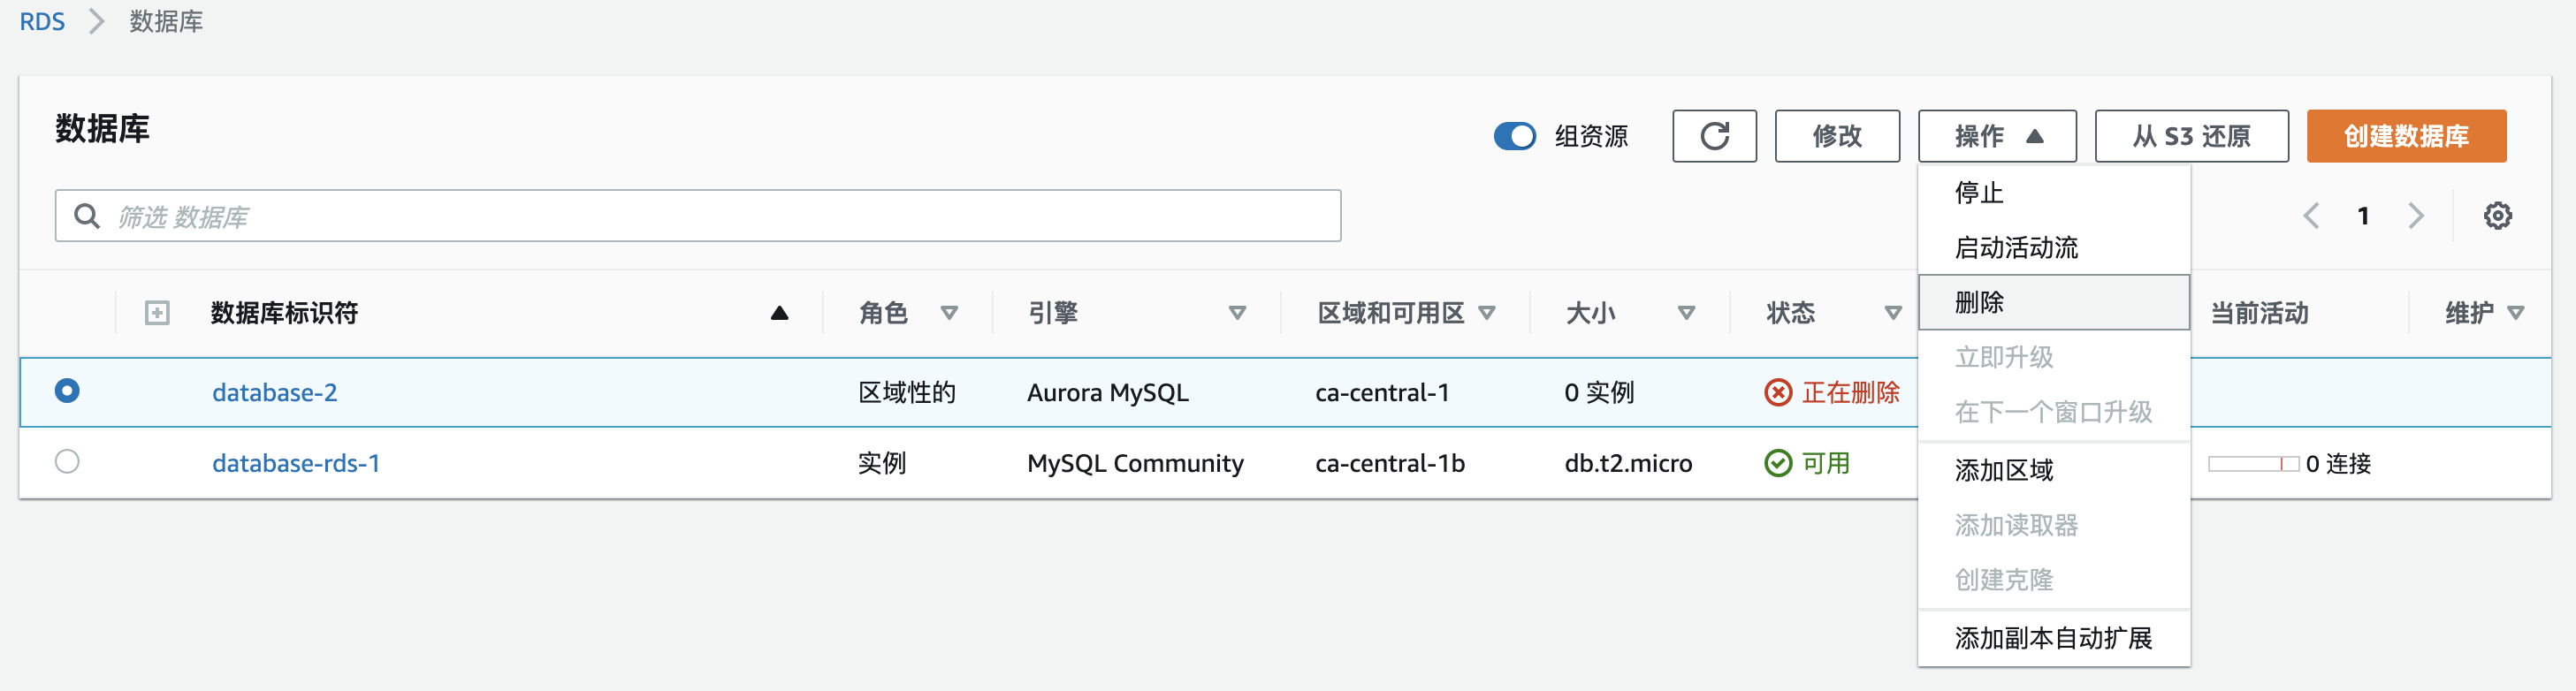 RDS 数据库
数据库 组资源 修改 操作 从 S3 还原 创建数据库
筛选 数据库 1
停止
启动活动流
删除
立即升级
在下一个窗口升级
添加区域
添加读取器
创建克隆
添加副本自动扩展
数据库标识符 角色 引擎 区域和可用区 大小 状态 当前活动 维护
database-2 区域性的 Aurora MySQL ca-central-1 0 实例 正在删除
database-rds-1 实例 MySQL Community ca-central-1b db.t2.micro 可用 0 连接